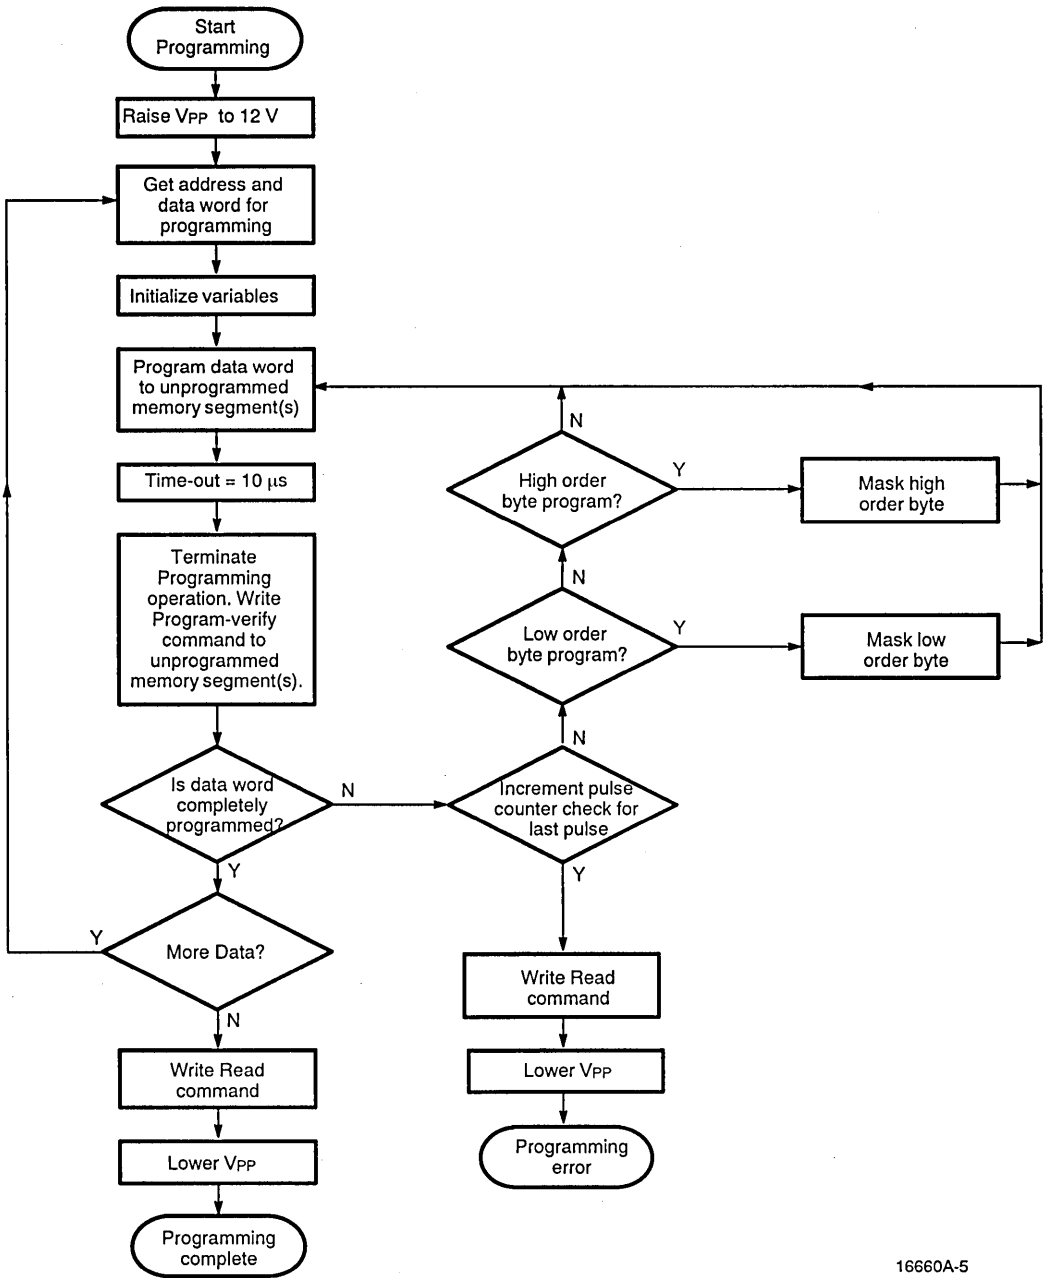 Start
Programming
Raise VPP to 12 V
Get address and
data word for
programming
Initialize variables
Program data word
to unprogrammed
memory segment(s)
Time-out = 10 µs
Terminate
Programming
operation. Write
Program-verify
command to
unprogrammed
memory segment(s).
Is data word
completely
programmed?
N
Y
More Data?
Y
N
Write Read
command
Lower VPP
Programming
complete
N
High order
byte program?
Y
Mask high
order byte
N
Low order
byte program?
Y
Mask low
order byte
N
Increment pulse
counter check for
last pulse
Y
Write Read
command
Lower VPP
Programming
error
16660A-5